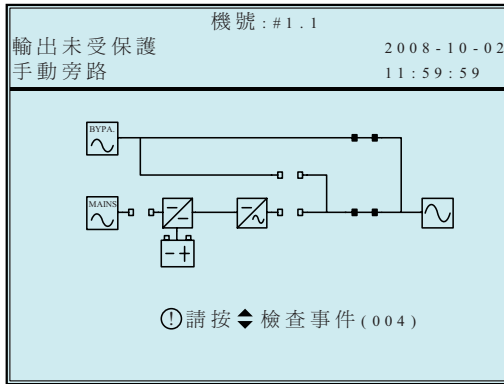 機號:#1.1
輸出未受保護 2008-10-02
手動旁路 11:59:59
BYPA.
MAINS
請按 檢查事件(004)